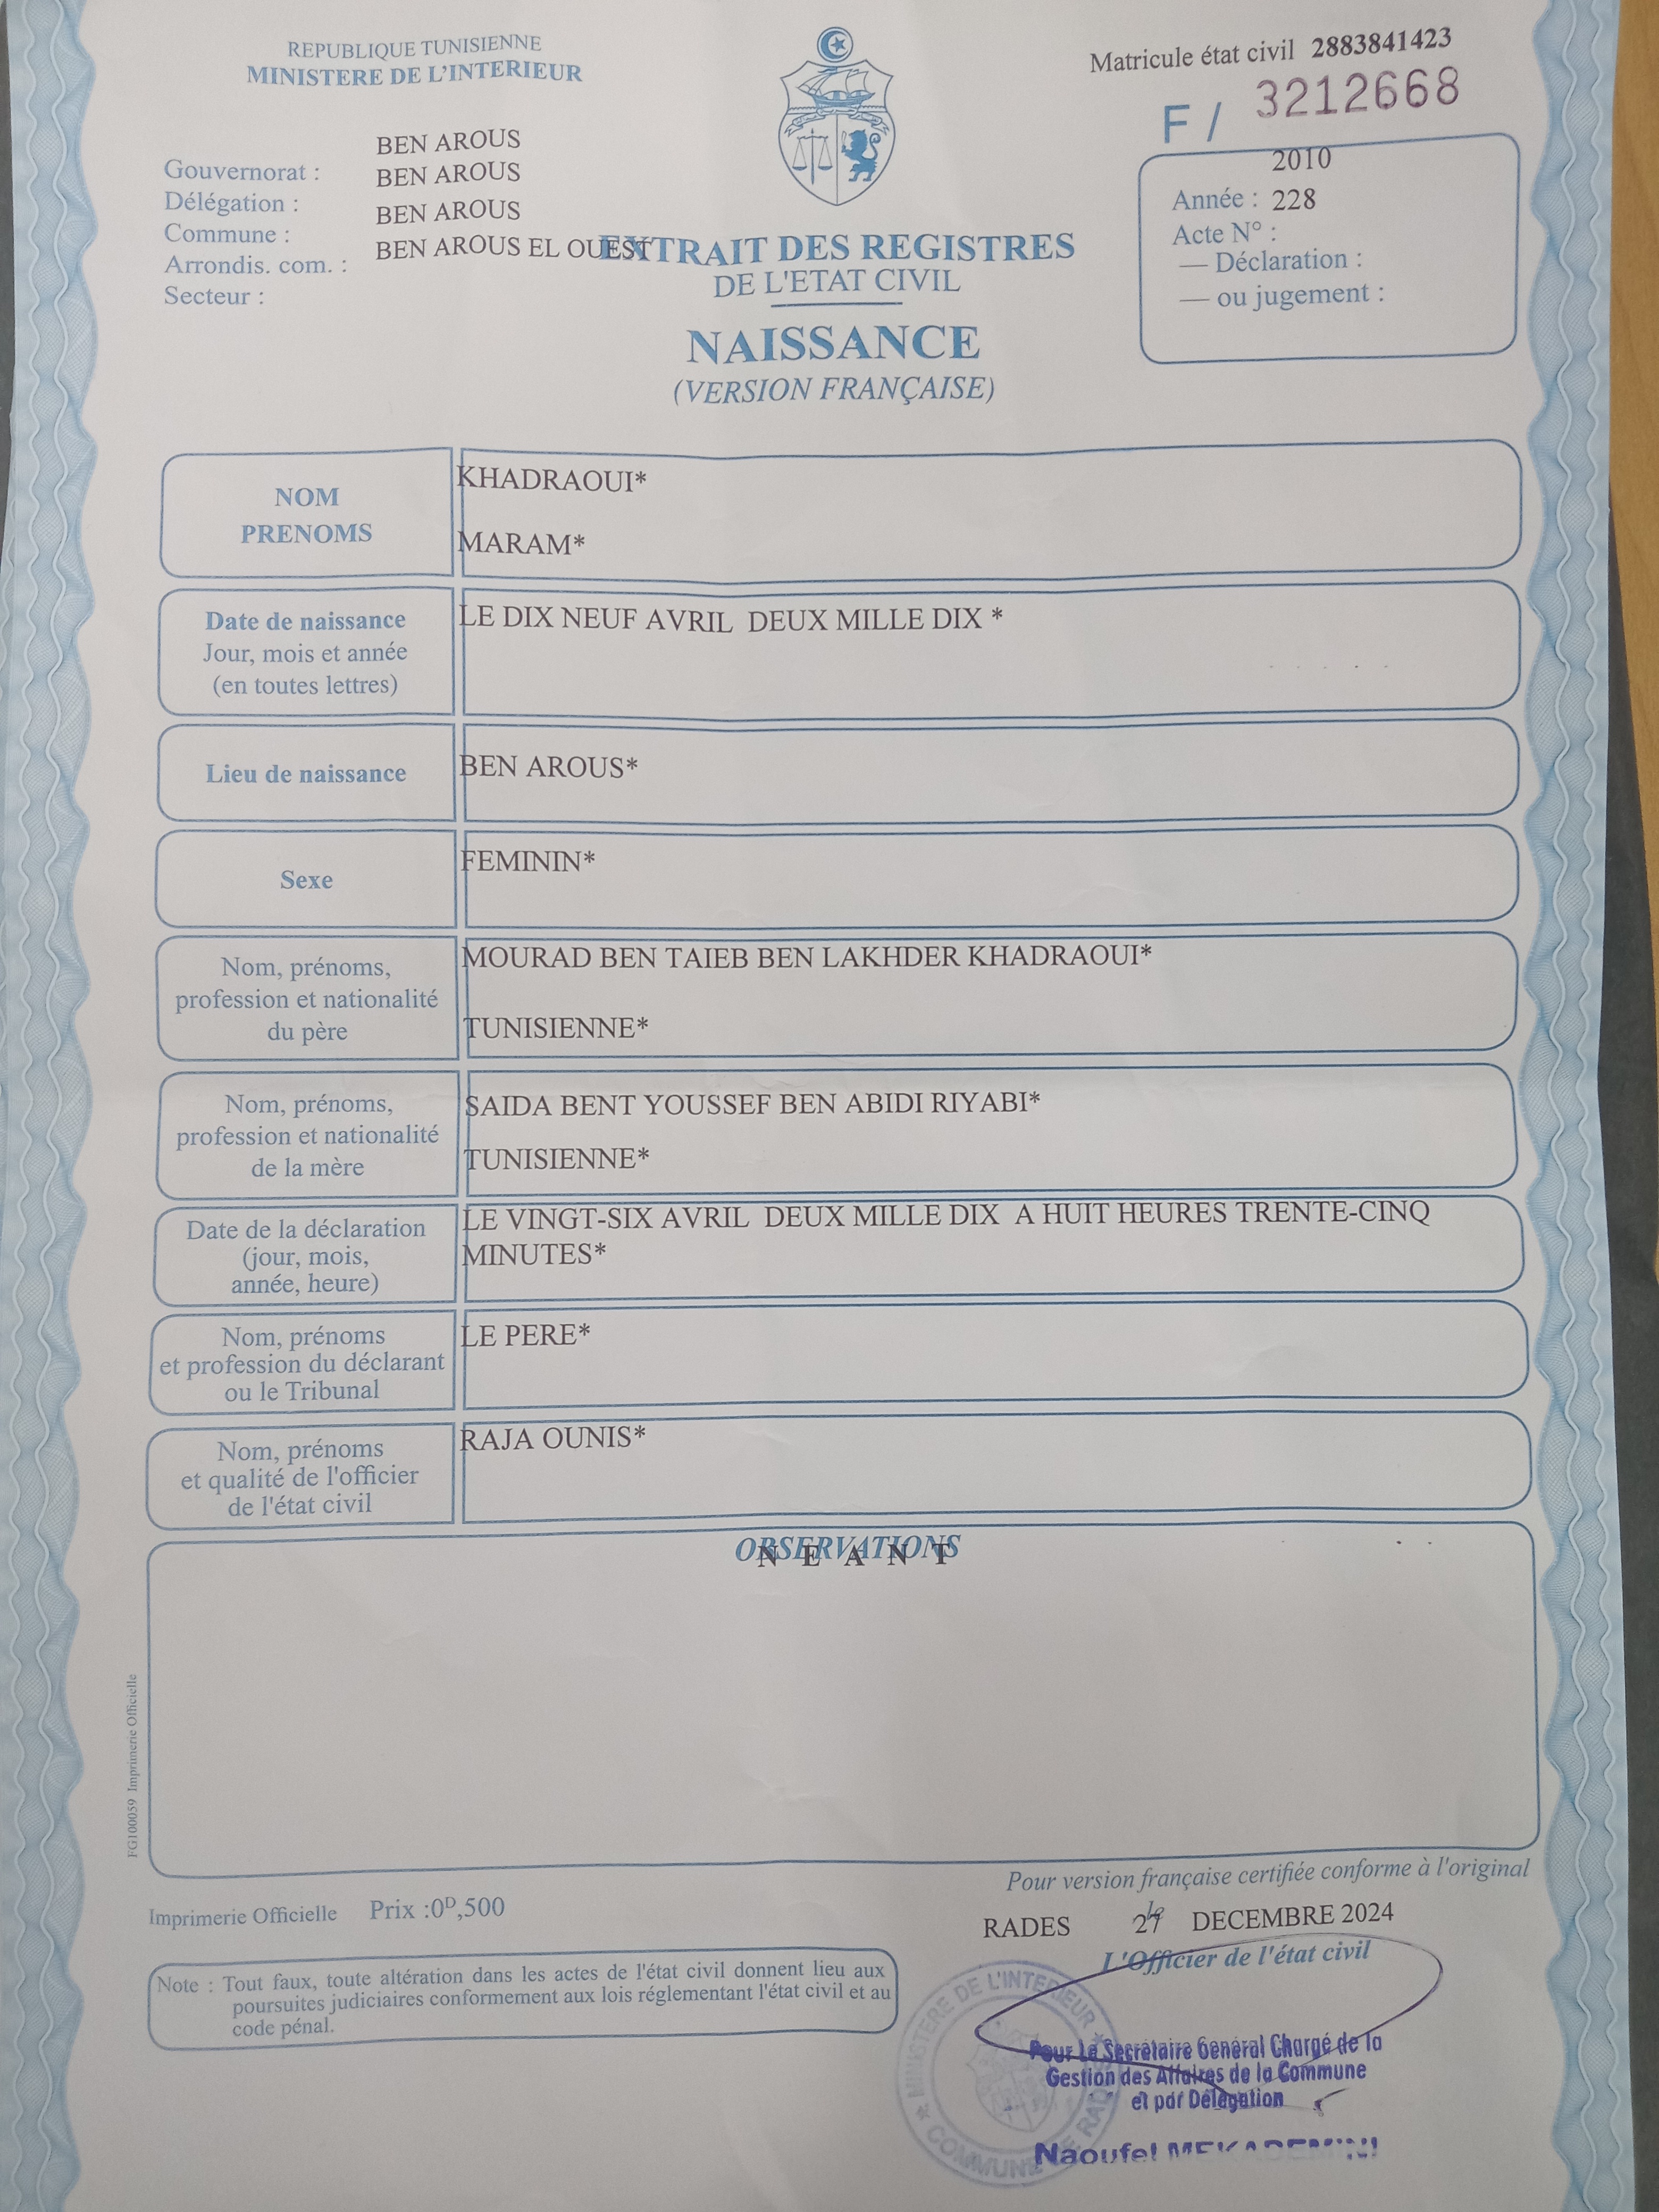 REPUBLIQUE TUNISIENNE
MINISTERE DE L'INTERIEUR
Matricule état civil 2883841423
F / 3212668
BEN AROUS
Gouvernorat : BEN AROUS
Délégation : BEN AROUS
Commune : BEN AROUS EL OUEST
Arrondis. com. :
Secteur :
2010
Année : 228
Acte N° :
— Déclaration :
— ou jugement :
EXTRAIT DES REGISTRES
DE L'ETAT CIVIL
NAISSANCE
(VERSION FRANÇAISE)
NOM
PRENOMS
KHADRAOUI*
MARAM*
Date de naissance
Jour, mois et année
(en toutes lettres)
LE DIX NEUF AVRIL DEUX MILLE DIX *
Lieu de naissance
BEN AROUS*
Sexe
FEMININ*
Nom, prénoms,
profession et nationalité
du père
MOURAD BEN TAIEB BEN LAKHDER KHADRAOUI*
TUNISIENNE*
Nom, prénoms,
profession et nationalité
de la mère
SAIDA BENT YOUSSEF BEN ABIDI RIYABI*
TUNISIENNE*
Date de la déclaration
(jour, mois,
année, heure)
LE VINGT-SIX AVRIL DEUX MILLE DIX A HUIT HEURES TRENTE-CINQ
MINUTES*
Nom, prénoms
et profession du déclarant
ou le Tribunal
LE PERE*
Nom, prénoms
et qualité de l'officier
de l'état civil
RAJA OUNIS*
OBSERVATIONS
N E A N T
FG100059 Imprimerie Officielle
Pour version française certifiée conforme à l'original
Imprimerie Officielle Prix :0D,500
RADES DECEMBRE 2024
L'Officier de l'état civil
Note : Tout faux, toute altération dans les actes de l'état civil donnent lieu aux
poursuites judiciaires conformement aux lois réglementant l'état civil et au
code pénal.
MINISTERE DE L'INTERIEUR
COMMUNE RADES
Pour Le Secrétaire Général Chargé de la
Gestion des Affaires de la Commune
et par Délégation
Naoufel